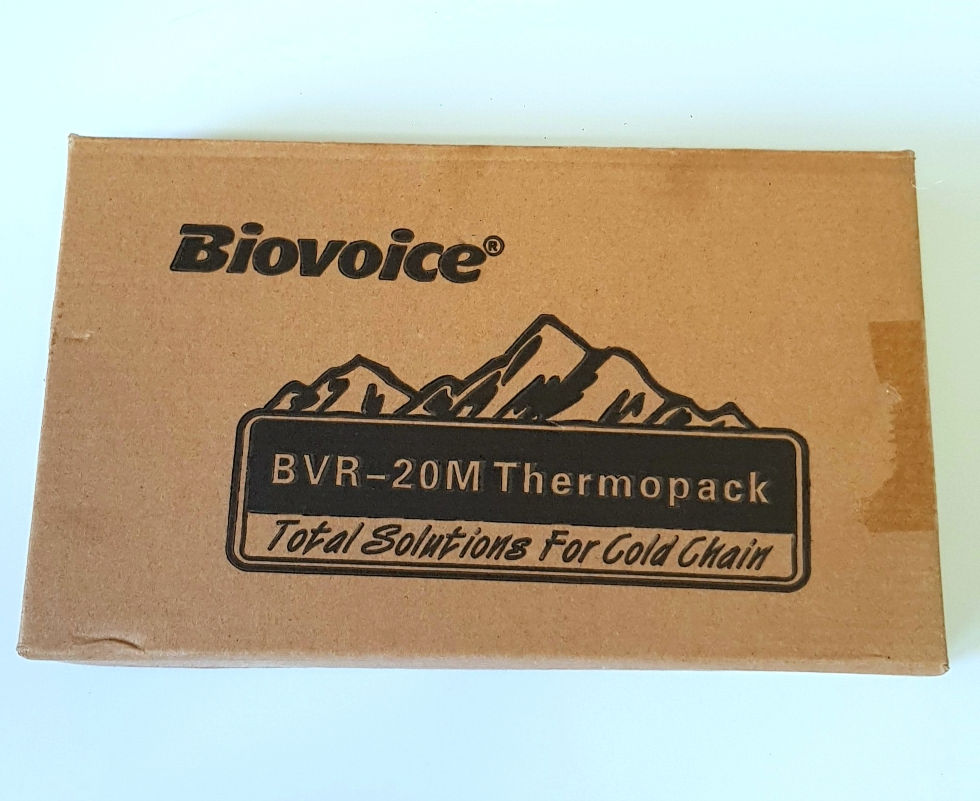 Biovoice®
BVR-20M Thermopack
Total Solutions For Cold Chain